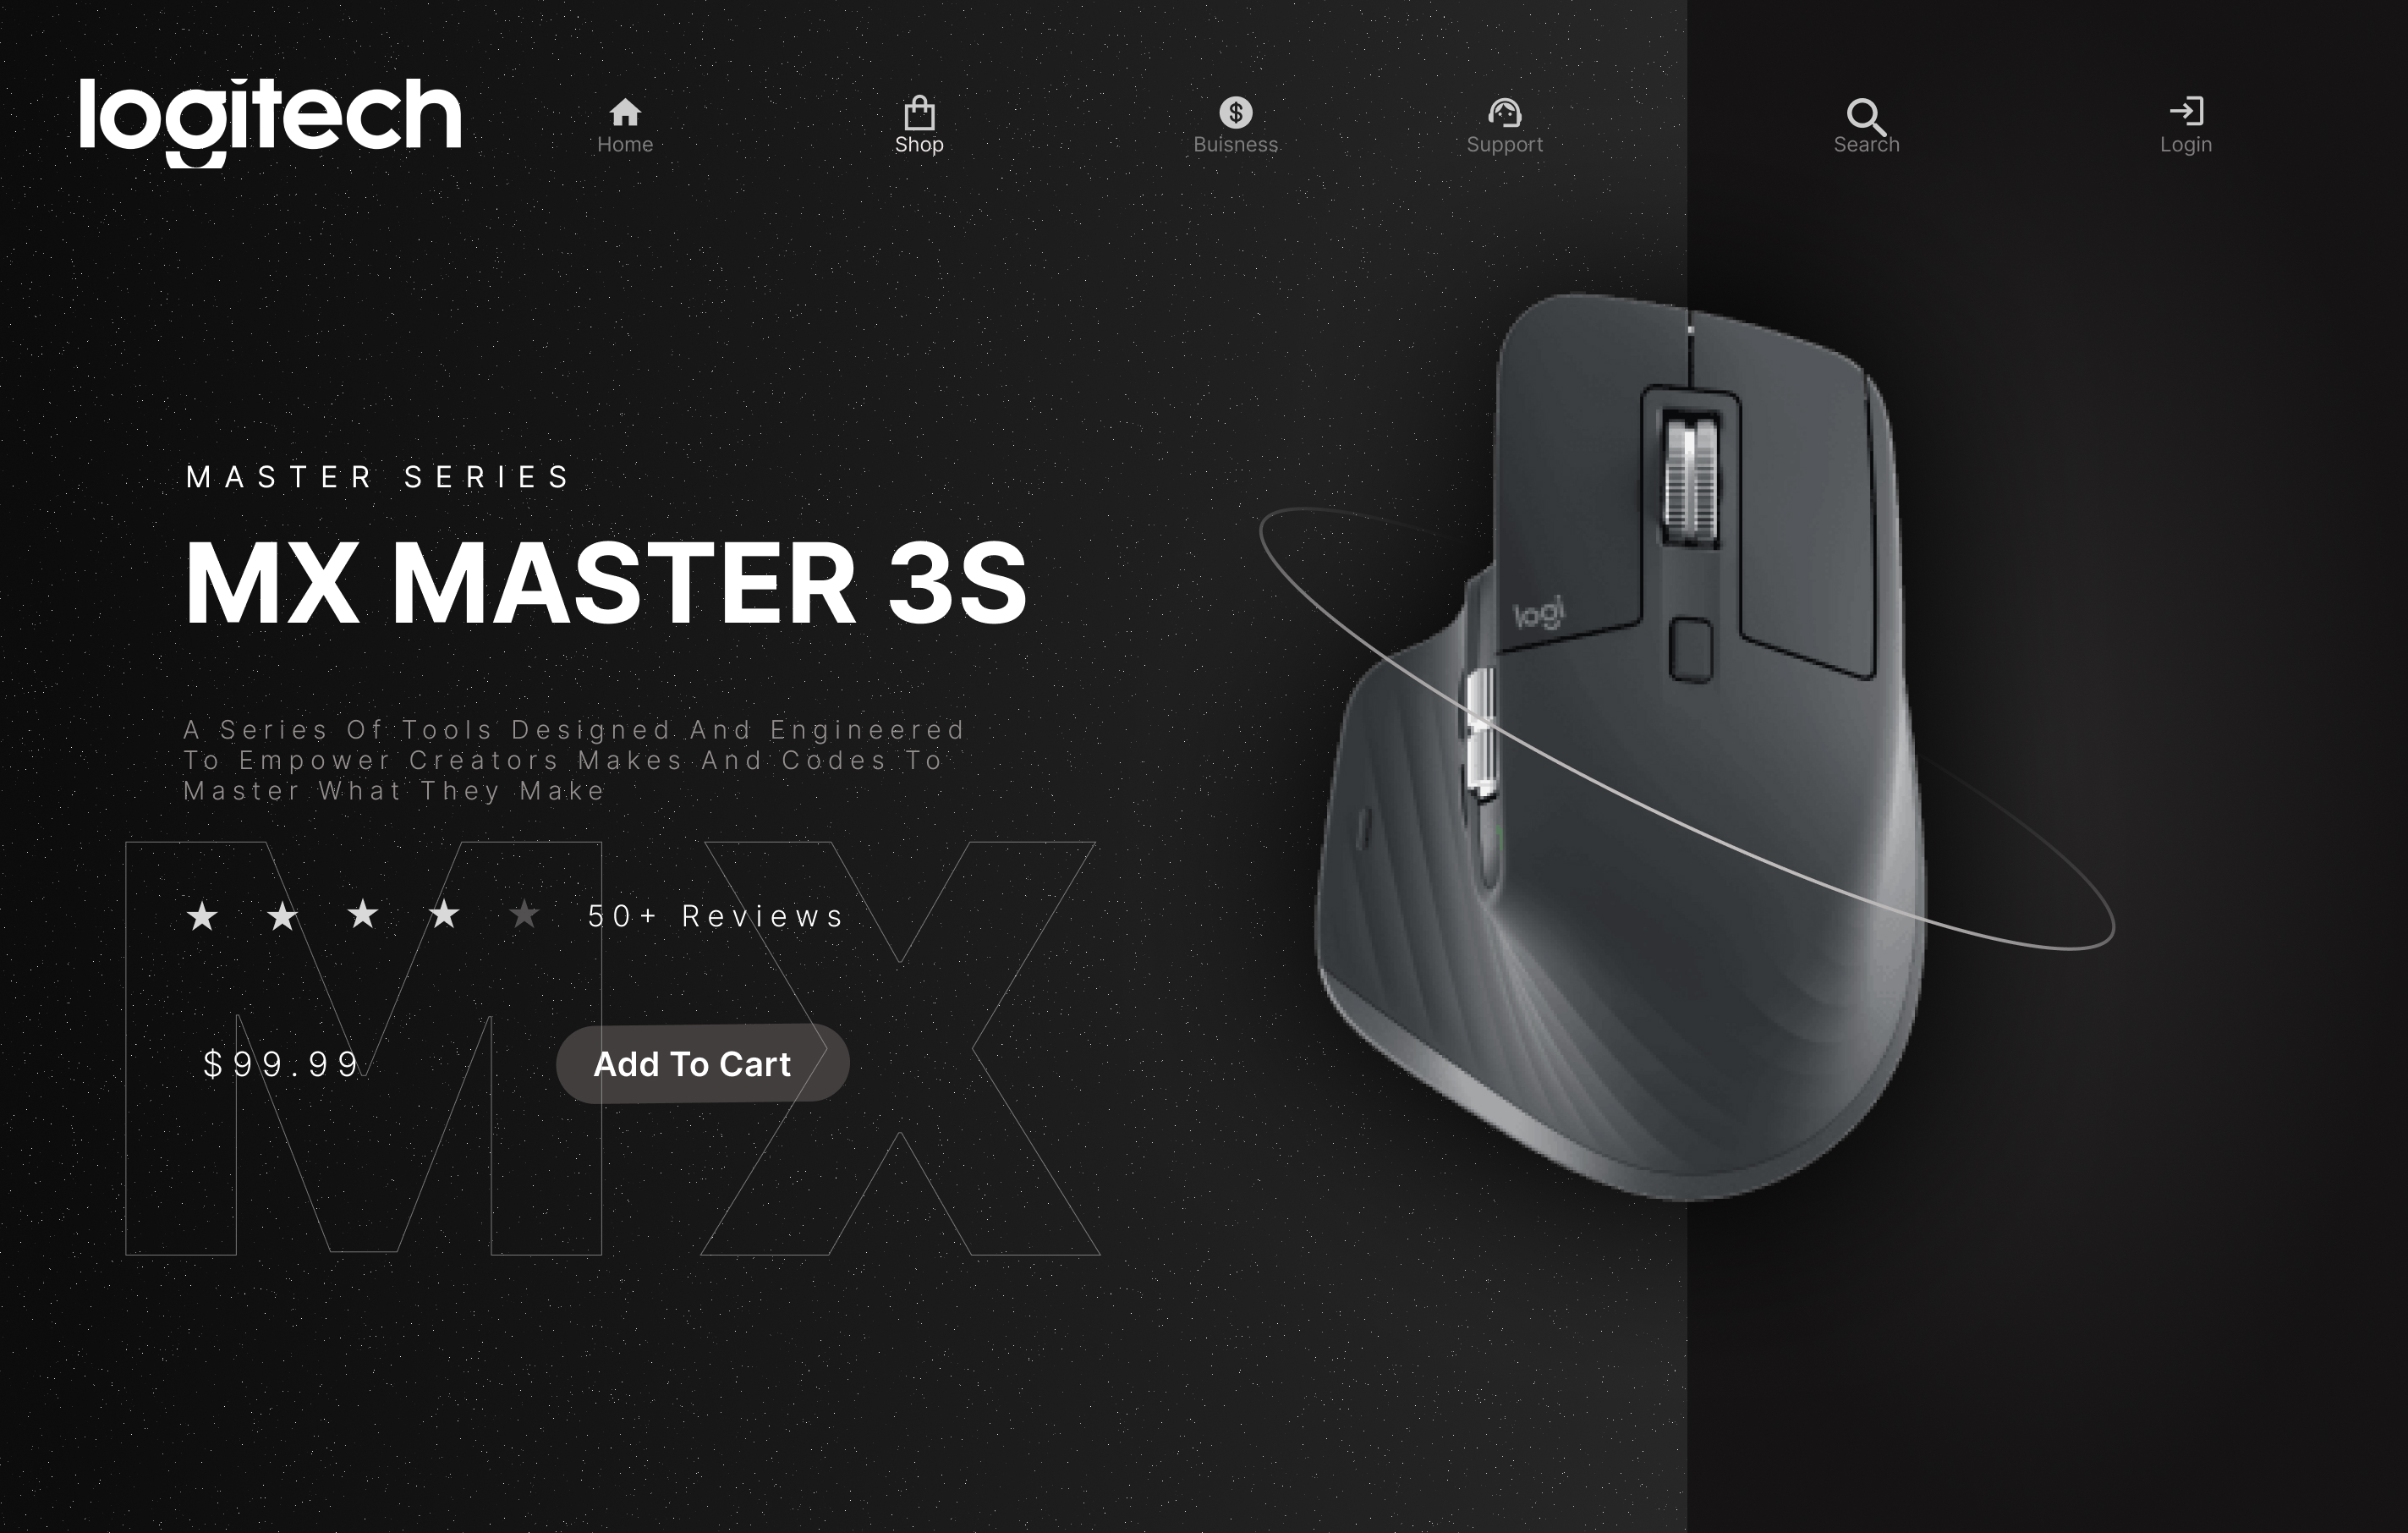 logitech
Home
Shop
Buisness
Support
Search
Login
MASTER SERIES
MX MASTER 3S
A Series Of Tools Designed And Engineered
To Empower Creators Makes And Codes To
Master What They Make
MX
50+ Reviews
$99.99
Add To Cart
logi